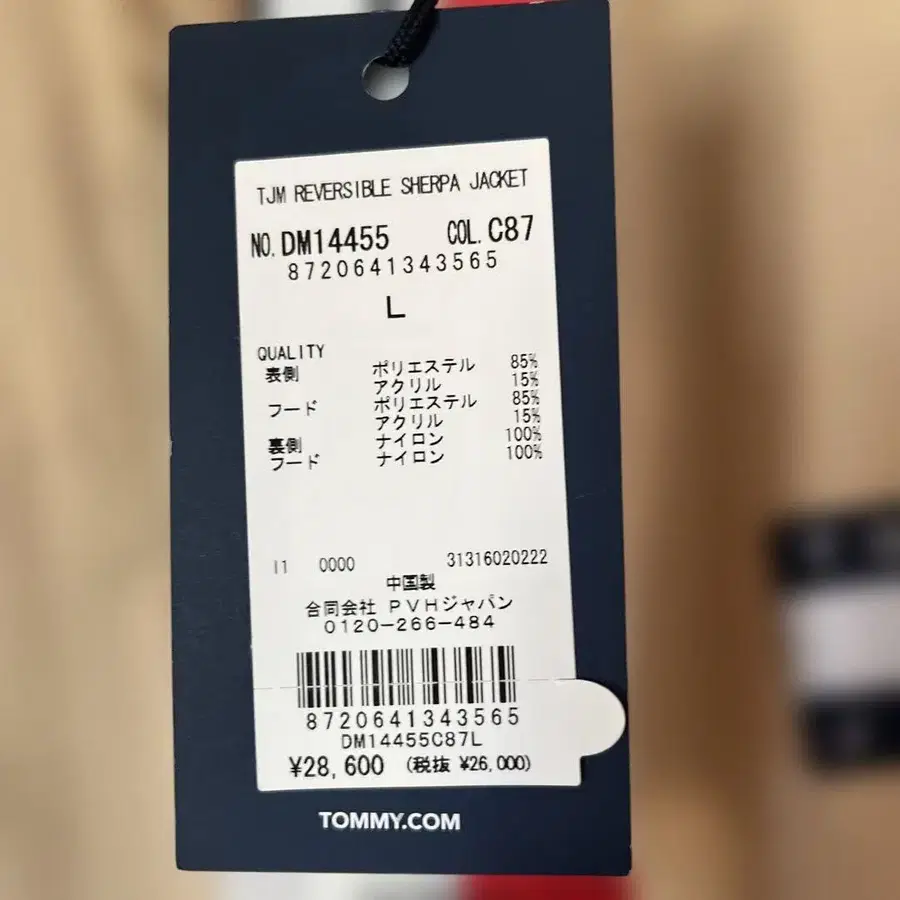 TJM REVERSIBLE SHERPA JACKET
NO. DM14455 COL. C87
8720641343565
L
QUALITY
表側 ポリエステル 85%
アクリル 15%
フード ポリエステル 85%
アクリル 15%
裏側 ナイロン 100%
フード ナイロン 100%
I1 0000 31316020222
中国製
合同会社 PVHジャパン
0120-266-484
8720641343565
DM14455C87L
¥28,600 (税抜 ¥26,000)
TOMMY.COM